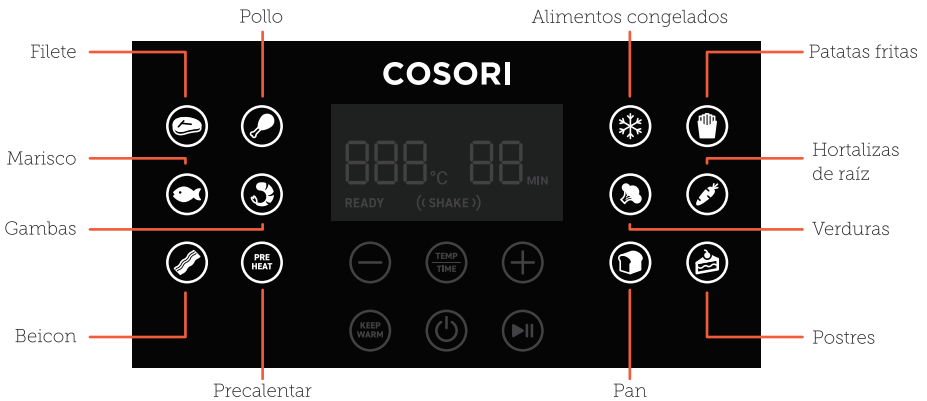 Pollo
Alimentos congelados
Filete
Patatas fritas
COSORI
Marisco
Hortalizas
de raíz
888 °C 88 MIN
READY ((SHAKE))
Gambas
Verduras
PRE
HEAT
TEMP
TIME
KEEP
WARM
Beicon
Postres
Precalentar
Pan